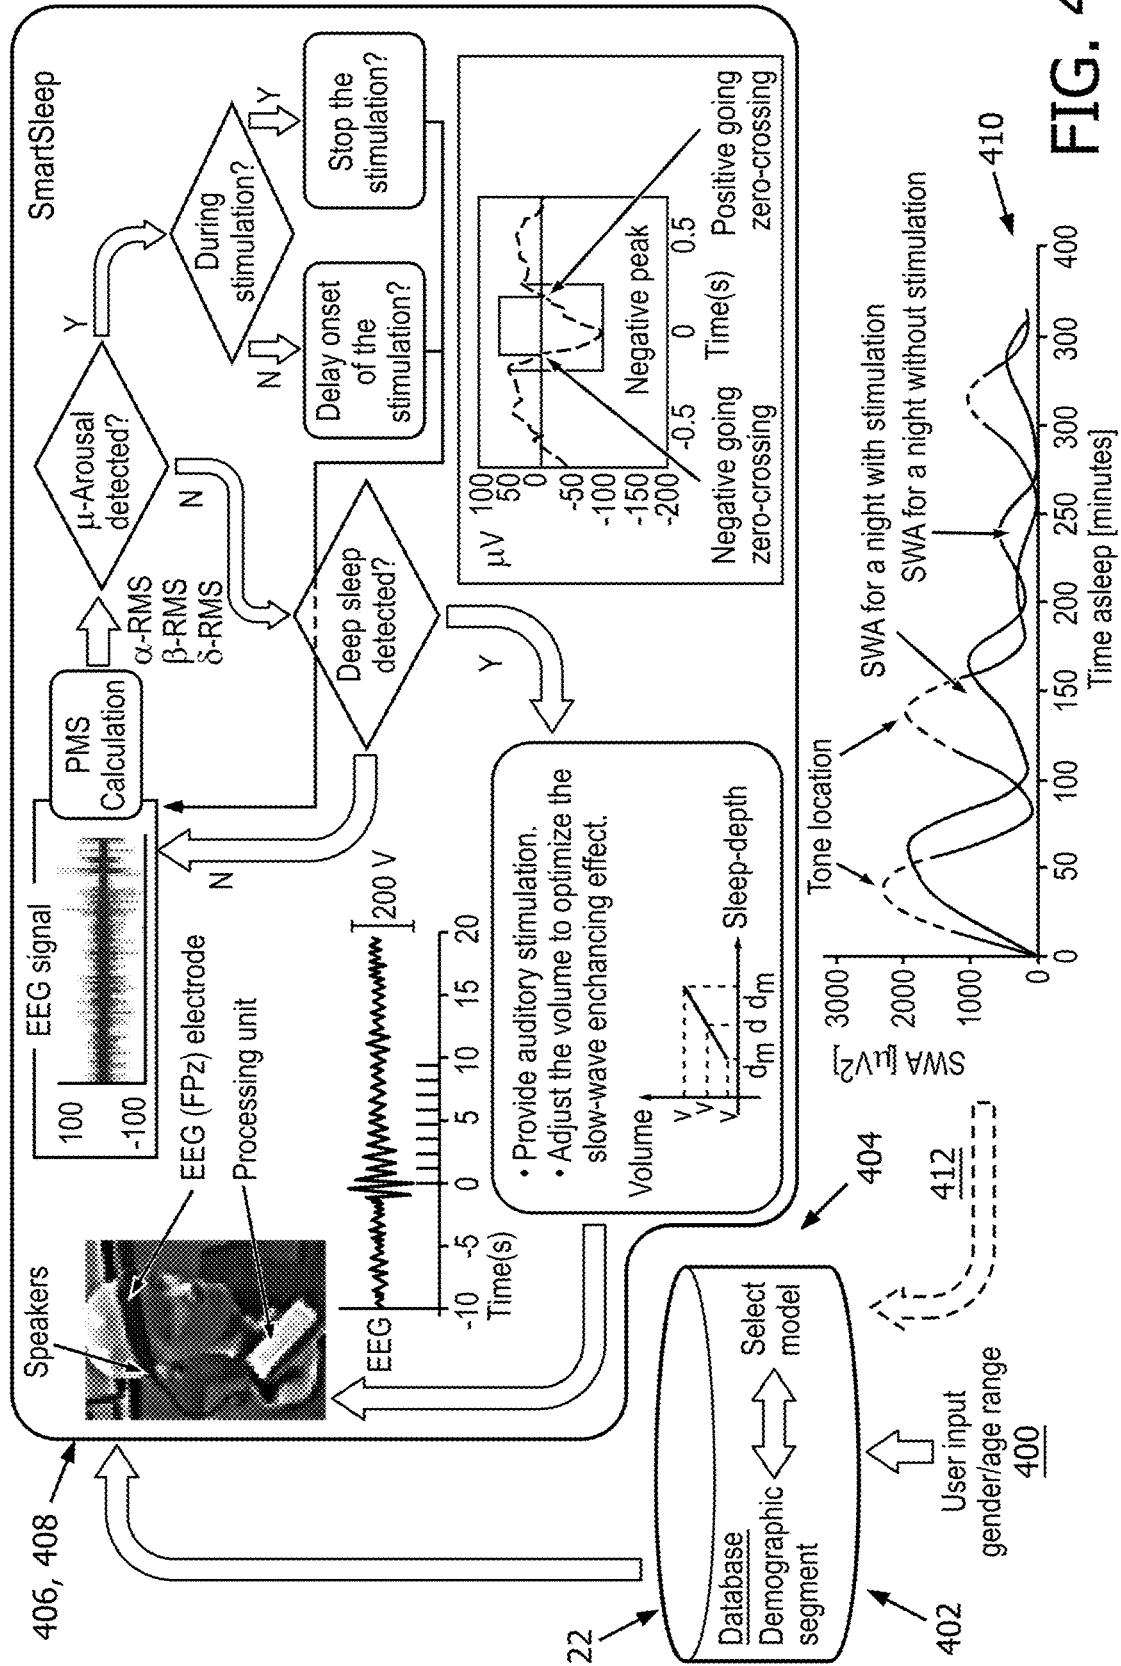 406, 408
Speakers
EEG (FPz) electrode
Processing unit
EEG signal
100
-100
PMS
Calculation
α-RMS
β-RMS
δ-RMS
μ-Arousal
detected?
Y
N
SmartSleep
During
stimulation?
Y
N
Stop the
stimulation?
Delay onset
of the
stimulation?
Deep sleep
detected?
N
Y
EEG
200 V
-10
-5
0
5
10
15
20
Time(s)
• Provide auditory stimulation.
• Adjust the volume to optimize the
slow-wave enchancing effect.
Volume
V
V
V
dm d dm
Sleep-depth
μV
100
50
0
-50
-100
-150
-200
Negative peak
-0.5
0
0.5
Time(s)
Negative going
zero-crossing
Positive going
zero-crossing
22
Database
Demographic
segment
Select
model
402
404
User input
gender/age range
400
412
SWA [μV2]
3000
2000
1000
0
0
50
100
150
200
250
300
300
400
Time asleep [minutes]
Tone location
SWA for a night with stimulation
SWA for a night without stimulation
410
FIG. 4